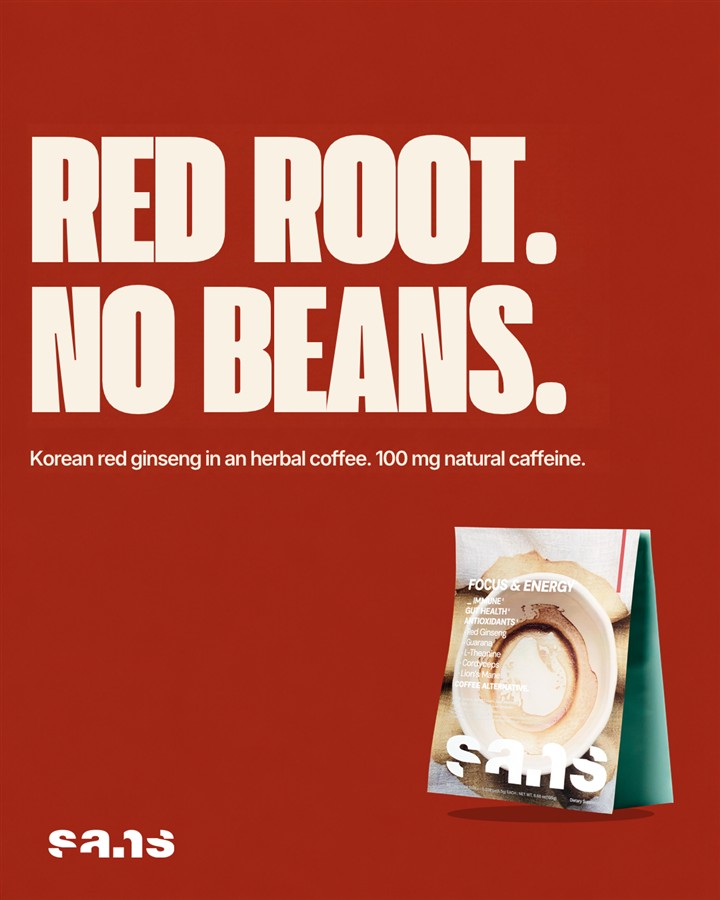 RED ROOT.
NO BEANS.
Korean red ginseng in an herbal coffee. 100 mg natural caffeine.
FOCUS & ENERGY
IMMUNE†
GUT HEALTH†
ANTIOXIDANTS†
Red Ginseng
Guarana
L-Theanine
Cordyceps
Lion's Mane
COFFEE ALTERNATIVE
sans
sans